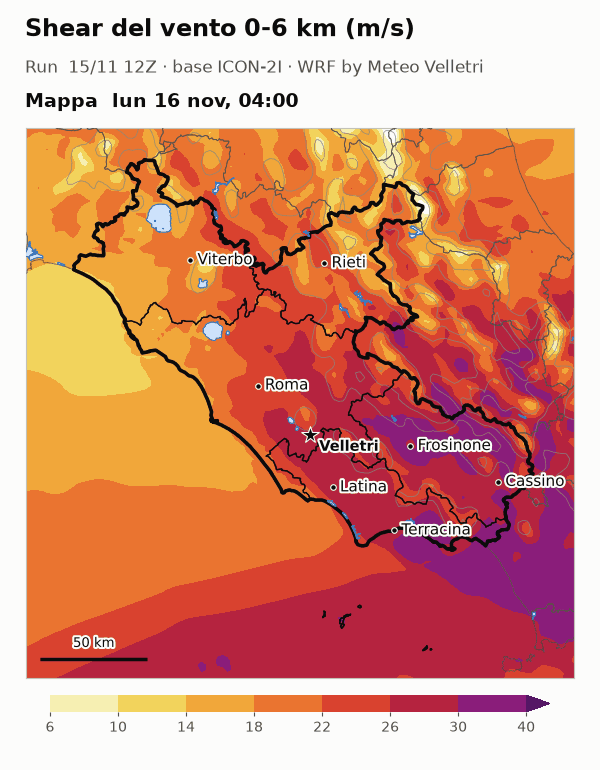 Shear del vento 0-6 km (m/s)
Run  15/11 12Z · base ICON-2I · WRF by Meteo Velletri
Mappa  lun 16 nov, 04:00
Viterbo
Rieti
Roma
Velletri
Frosinone
Cassino
Latina
Terracina
50 km
6 10 14 18 22 26 30 40